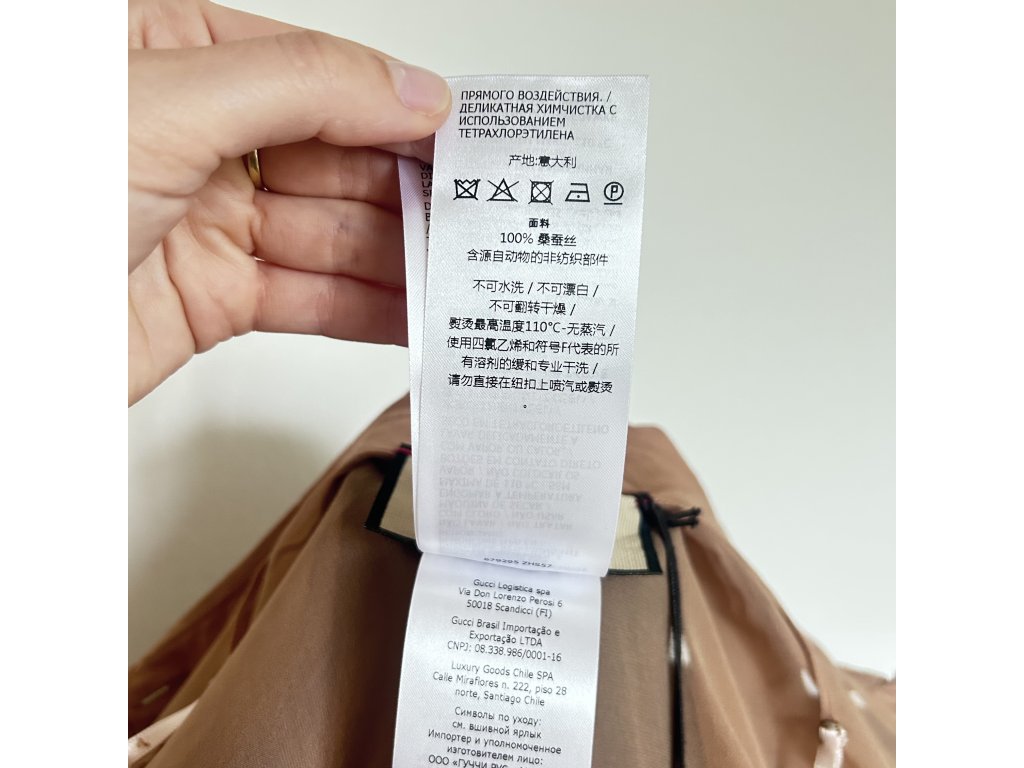 ПРЯМОГО ВОЗДЕЙСТВИЯ. /
ДЕЛИКАТНАЯ ХИМЧИСТКА С
ИСПОЛЬЗОВАНИЕМ
ТЕТРАХЛОРЭТИЛЕНА
产地:意大利
P
面料
100% 桑蚕丝
含源自动物的非纺织部件
不可水洗 / 不可漂白 /
不可翻转干燥 /
熨烫最高温度110°C-无蒸汽 /
使用四氯乙烯和符号F代表的所
有溶剂的缓和专业干洗 /
请勿直接在纽扣上喷汽或熨烫
。
Gucci Logistica spa
Via Don Lorenzo Perosi 6
50018 Scandicci (FI)
Gucci Brasil Importação e
Exportação LTDA
CNPJ: 08.338.986/0001-16
Luxury Goods Chile SPA
Calle Miraflores n. 222, piso 28
norte, Santiago Chile
Символы по уходу:
см. вшивной ярлык
Импортер и уполномоченное
изготовителем лицо:
ООО «ГУЧЧИ РУС»